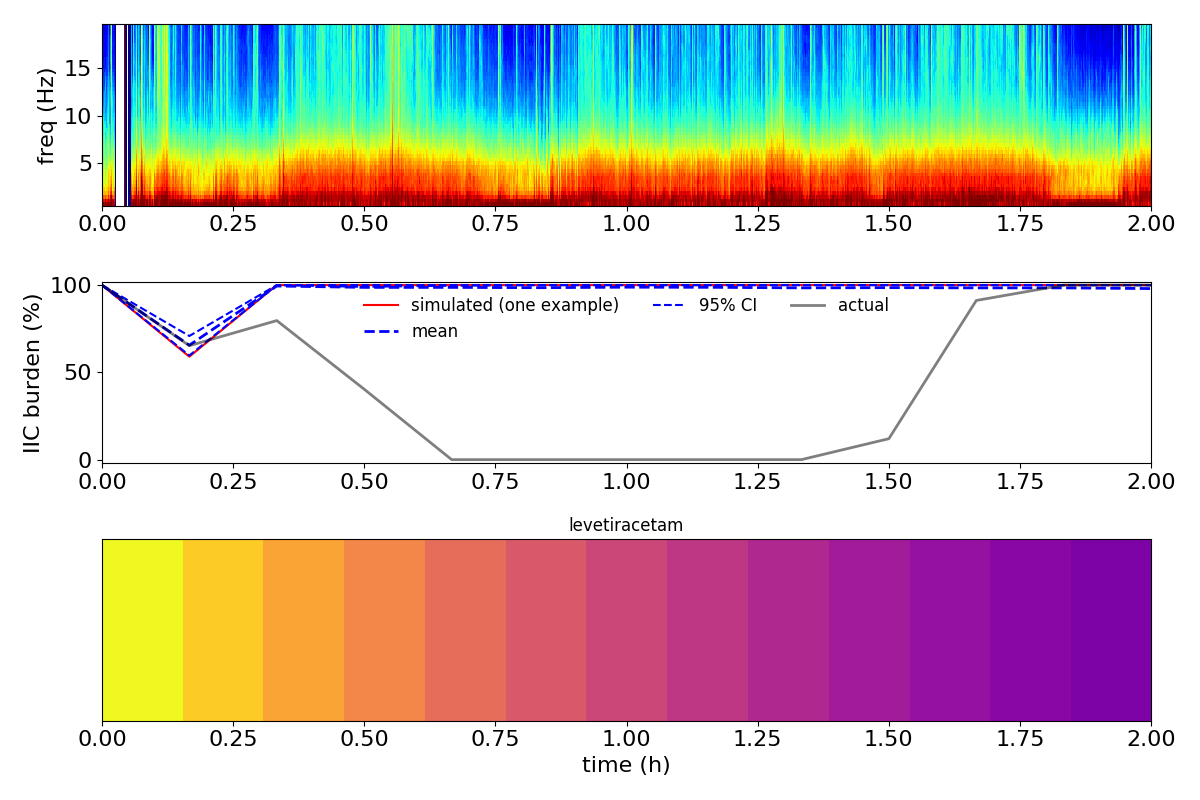 freq (Hz)
15
10
5
0.00 0.25 0.50 0.75 1.00 1.25 1.50 1.75 2.00
IIC burden (%)
100
50
0
simulated (one example) 95% CI actual
mean
0.00 0.25 0.50 0.75 1.00 1.25 1.50 1.75 2.00
levetiracetam
0.00 0.25 0.50 0.75 1.00 1.25 1.50 1.75 2.00
time (h)